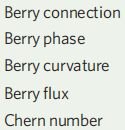 Berry connection
Berry phase
Berry curvature
Berry flux
Chern number